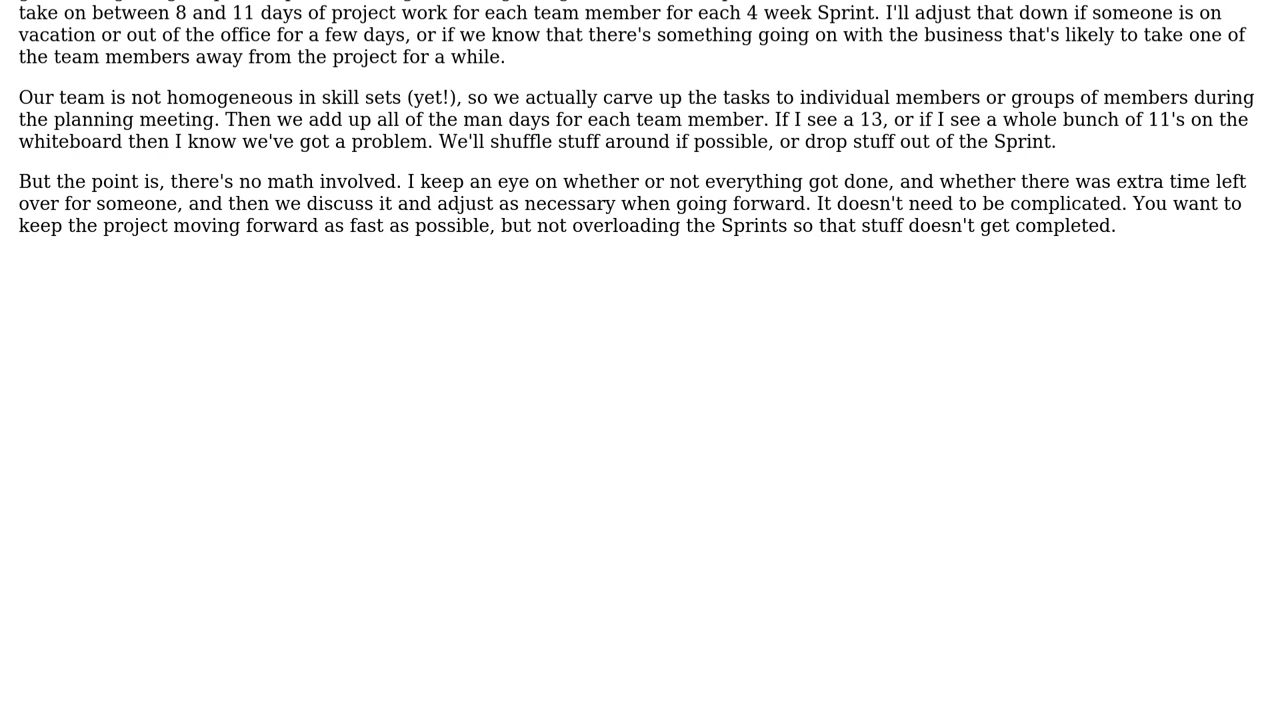 take on between 8 and 11 days of project work for each team member for each 4 week Sprint. I'll adjust that down if someone is on
vacation or out of the office for a few days, or if we know that there's something going on with the business that's likely to take one of
the team members away from the project for a while.
Our team is not homogeneous in skill sets (yet!), so we actually carve up the tasks to individual members or groups of members during
the planning meeting. Then we add up all of the man days for each team member. If I see a 13, or if I see a whole bunch of 11's on the
whiteboard then I know we've got a problem. We'll shuffle stuff around if possible, or drop stuff out of the Sprint.
But the point is, there's no math involved. I keep an eye on whether or not everything got done, and whether there was extra time left
over for someone, and then we discuss it and adjust as necessary when going forward. It doesn't need to be complicated. You want to
keep the project moving forward as fast as possible, but not overloading the Sprints so that stuff doesn't get completed.